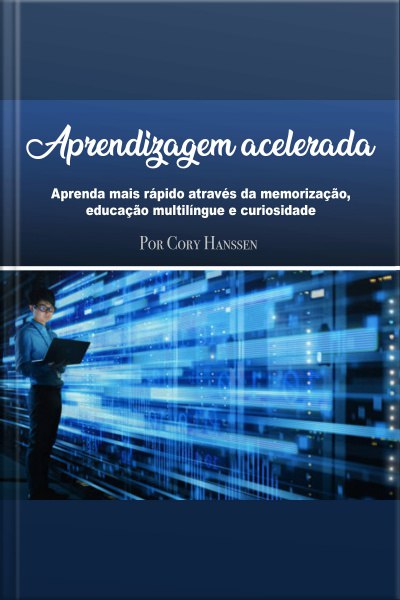 Aprendizagem acelerada
Aprenda mais rápido através da memorização,
educação multilíngue e curiosidade
Por Cory Hanssen